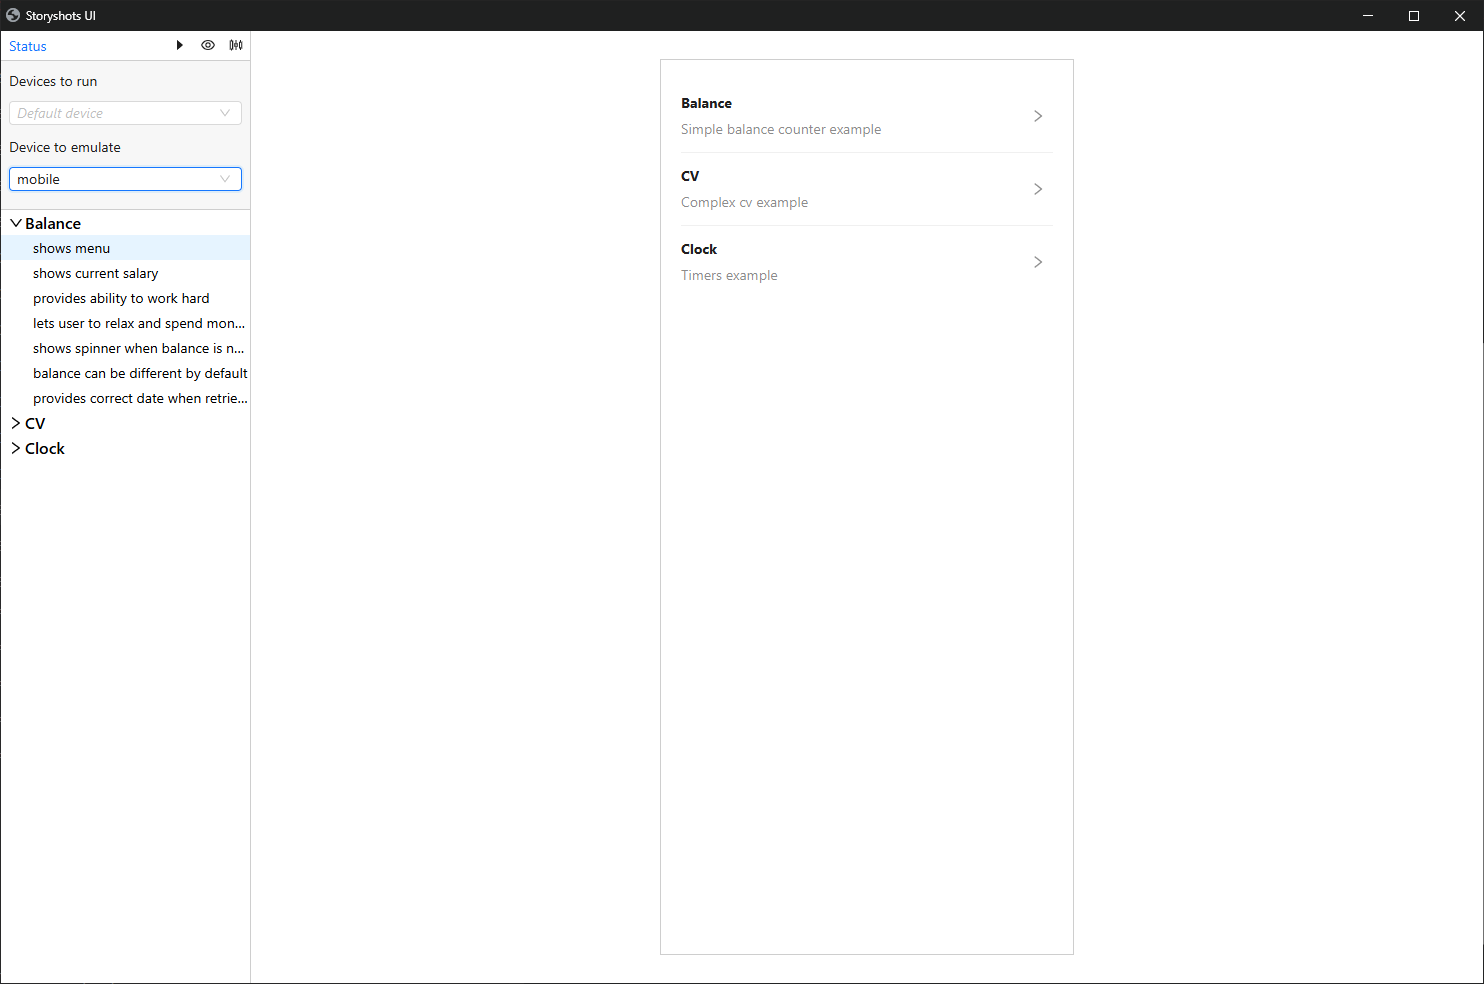 Storyshots UI
Status
Devices to run
Default device
Device to emulate
mobile
Balance
shows menu
shows current salary
provides ability to work hard
lets user to relax and spend mon...
shows spinner when balance is n...
balance can be different by default
provides correct date when retrie...
CV
Clock
Balance
Simple balance counter example
CV
Complex cv example
Clock
Timers example